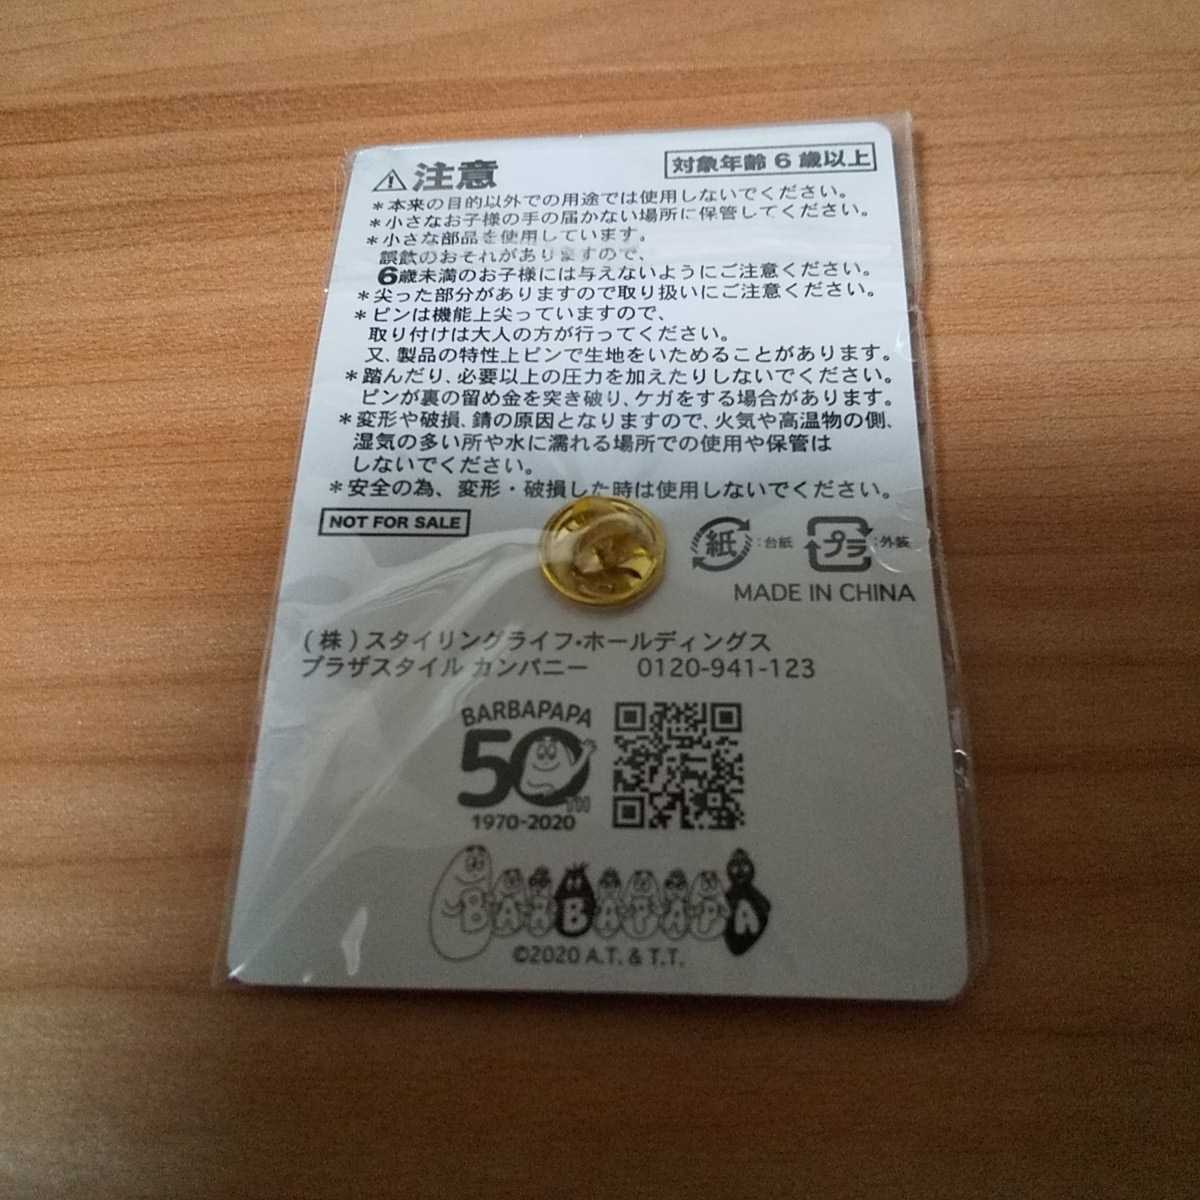 注意
対象年齢 6 歳以上
＊本来の目的以外での用途では使用しないでください。
＊小さなお子様の手の届かない場所に保管してください。
＊小さな部品を使用しています。
誤飲のおそれがありますので、
6歳未満のお子様には与えないようにご注意ください。
＊尖った部分がありますので取り扱いにご注意ください。
＊ピンは機能上尖っていますので、
取り付けは大人の方が行ってください。
又、製品の特性上ピンで生地をいためることがあります。
＊踏んだり、必要以上の圧力を加えたりしないでください。
ピンが裏の留め金を突き破り、ケガをする場合があります。
＊変形や破損、錆の原因となりますので、火気や高温物の側、
湿気の多い所や水に濡れる場所での使用や保管は
しないでください。
＊安全の為、変形・破損した時は使用しないでください。
NOT FOR SALE
紙 :台紙
プラ :外装
MADE IN CHINA
(株)スタイリングライフ・ホールディングス
プラザスタイル カンパニー 0120-941-123
BARBAPAPA
50TH
1970-2020
BARBAPAPA
©2020 A.T. & T.T.